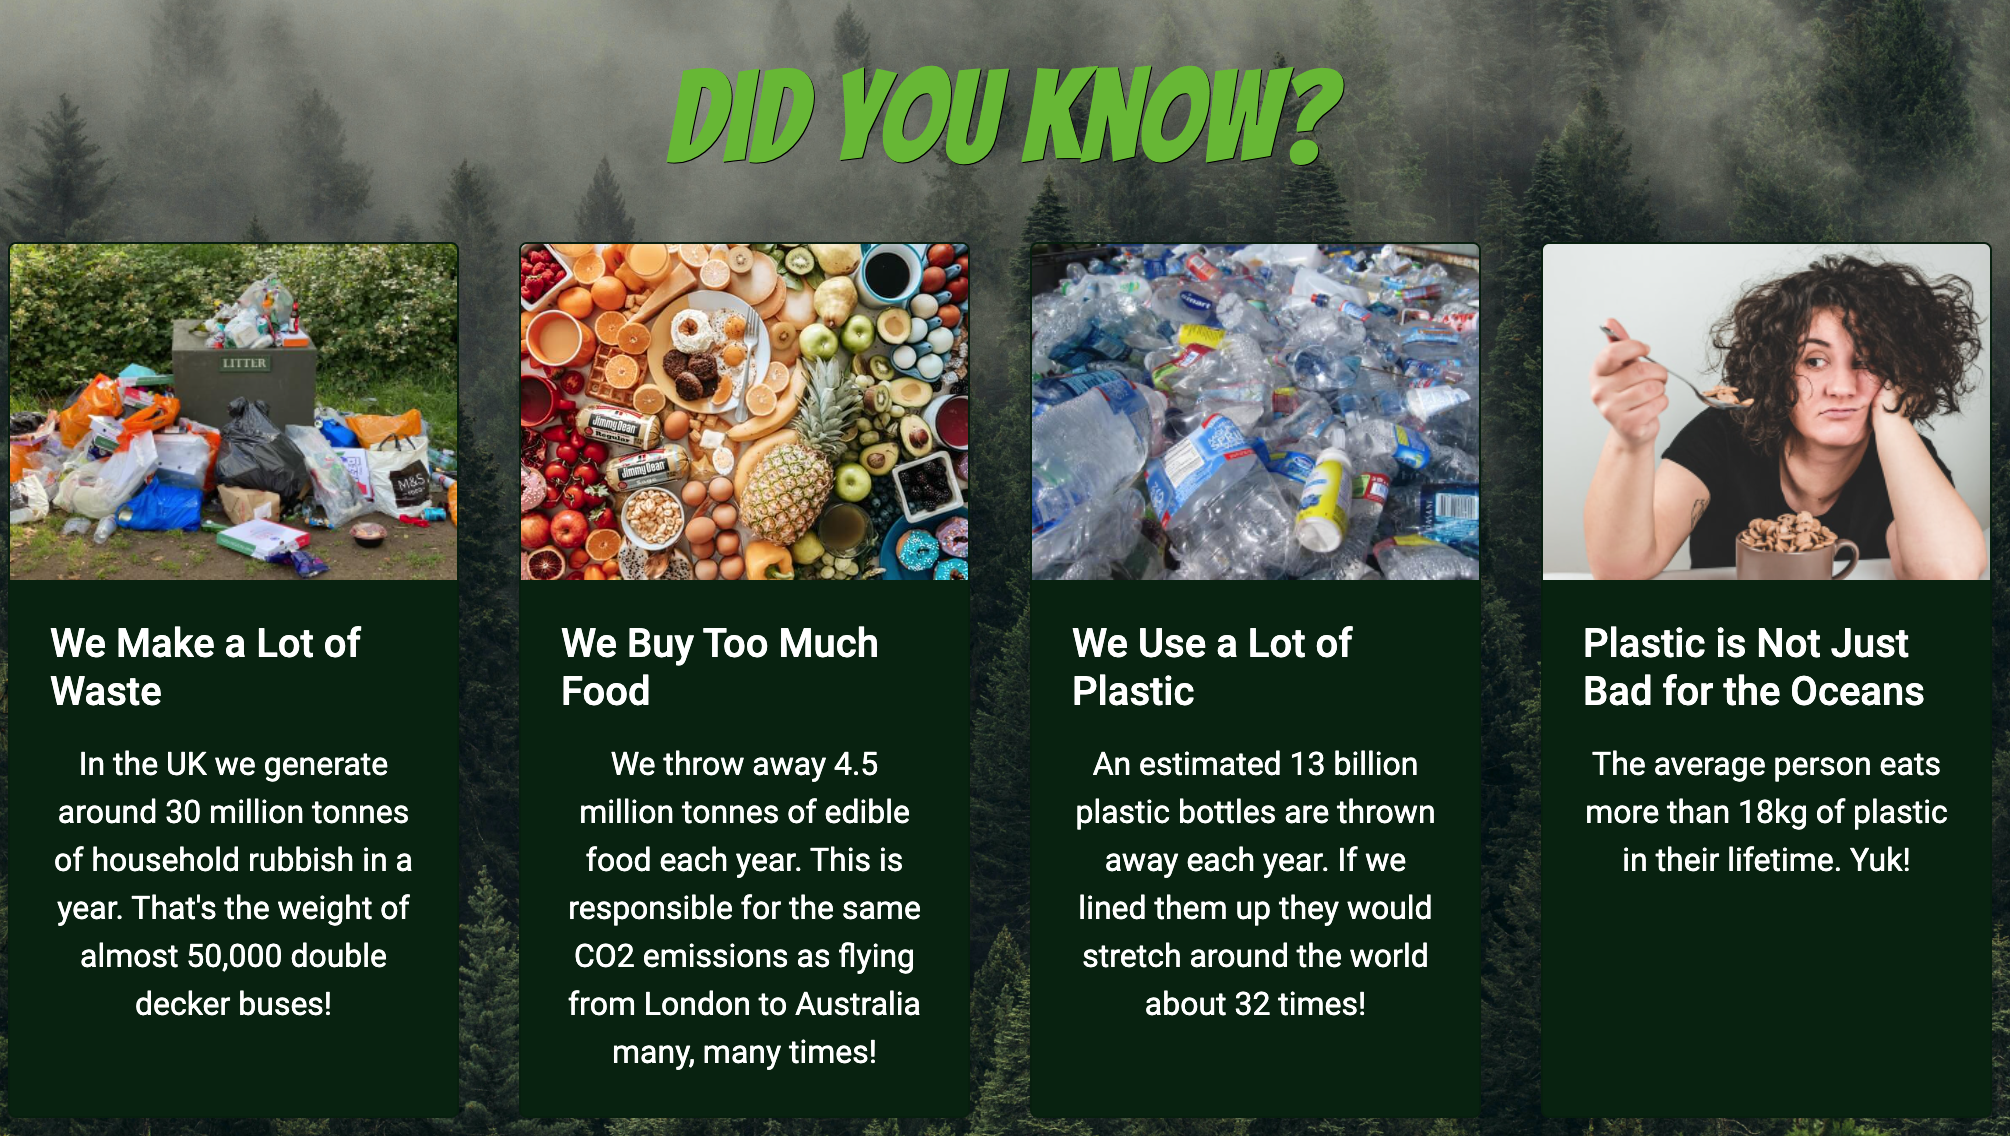 DID YOU KNOW?
LITTER
M&S
Jimmy Dean
Regular
Jimmy Dean
We Make a Lot of
Waste
In the UK we generate
around 30 million tonnes
of household rubbish in a
year. That's the weight of
almost 50,000 double
decker buses!
We Buy Too Much
Food
We throw away 4.5
million tonnes of edible
food each year. This is
responsible for the same
CO2 emissions as flying
from London to Australia
many, many times!
We Use a Lot of
Plastic
An estimated 13 billion
plastic bottles are thrown
away each year. If we
lined them up they would
stretch around the world
about 32 times!
Plastic is Not Just
Bad for the Oceans
The average person eats
more than 18kg of plastic
in their lifetime. Yuk!